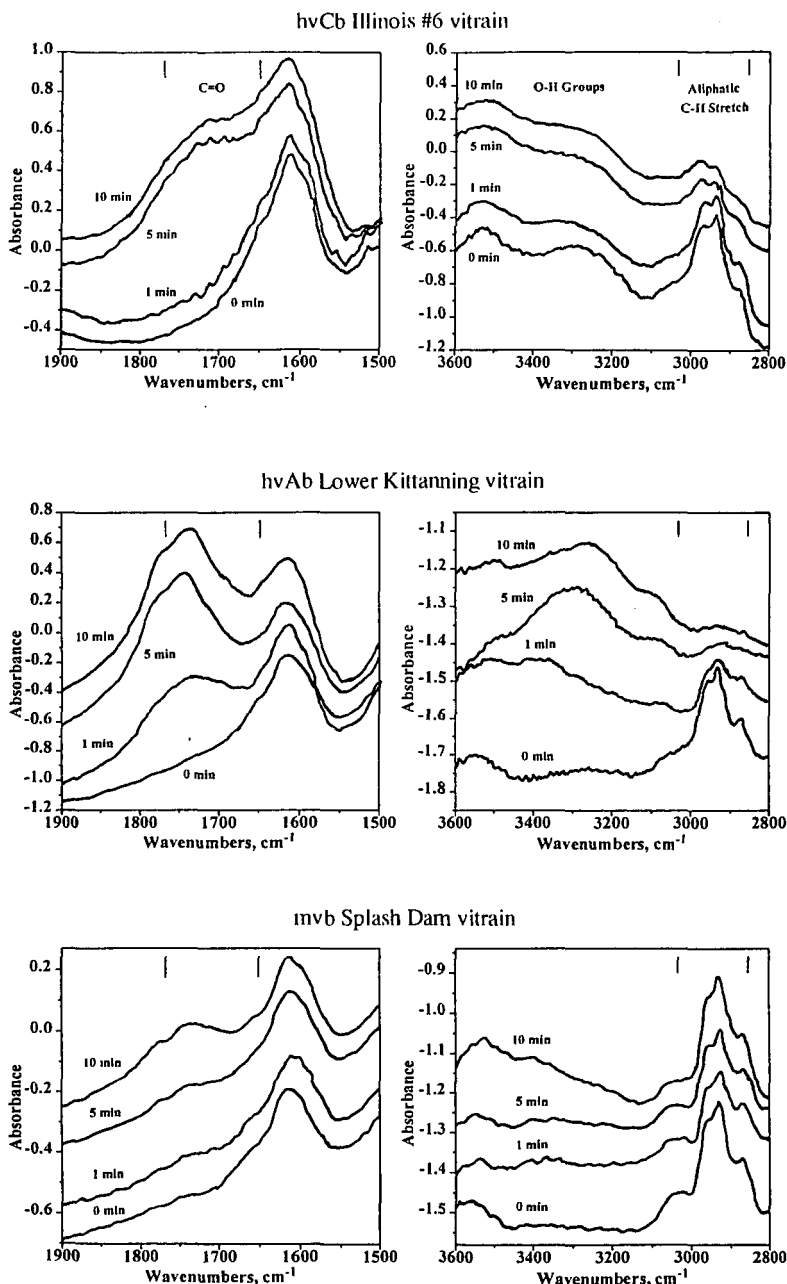 hvCb Illinois #6 vitrain
1.0
0.8
0.6
0.4
0.2
0.0
-0.2
-0.4
Absorbance
C=O
10 min
5 min
1 min
0 min
1900
1800
1700
1600
1500
Wavenumbers, cm-1
0.6
0.4
0.2
0.0
-0.2
-0.4
-0.6
-0.8
-1.0
-1.2
Absorbance
O-H Groups
Aliphatic
C-H Stretch
10 min
5 min
1 min
0 min
3600
3400
3200
3000
2800
Wavenumbers, cm-1
hvAb Lower Kittanning vitrain
0.8
0.6
0.4
0.2
0.0
-0.2
-0.4
-0.6
-0.8
-1.0
-1.2
Absorbance
10 min
5 min
1 min
0 min
1900
1800
1700
1600
1500
Wavenumbers, cm-1
-1.1
-1.2
-1.3
-1.4
-1.5
-1.6
-1.7
-1.8
Absorbance
10 min
5 min
1 min
0 min
3600
3400
3200
3000
2800
Wavenumbers, cm-1
mvb Splash Dam vitrain
0.2
0.0
-0.2
-0.4
-0.6
Absorbance
10 min
5 min
1 min
0 min
1900
1800
1700
1600
1500
Wavenumbers, cm-1
-0.9
-1.0
-1.1
-1.2
-1.3
-1.4
-1.5
Absorbance
10 min
5 min
1 min
0 min
3600
3400
3200
3000
2800
Wavenumbers, cm-1